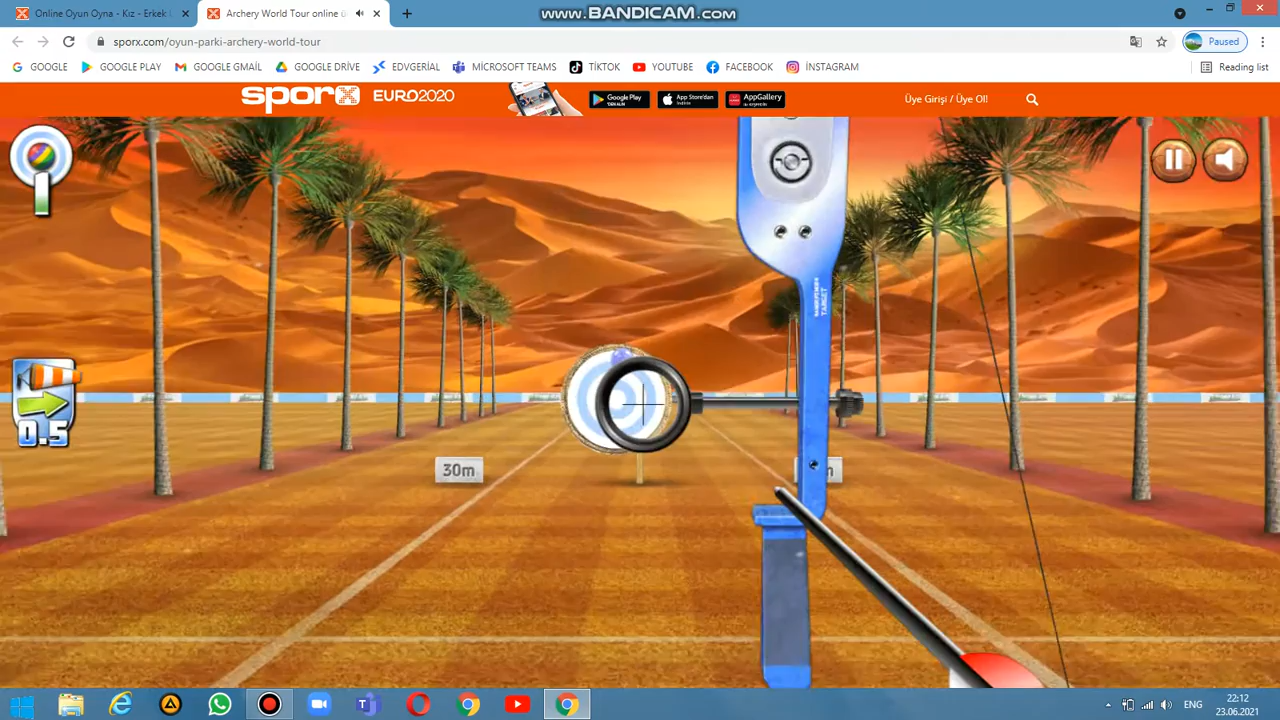 www.BANDICAM.com
Online Oyun Oyna - Kız - Erkek
Archery World Tour online
sporx.com/oyun-parki-archery-world-tour
Paused
GOOGLE
GOOGLE PLAY
GOOGLE GMAİL
GOOGLE DRİVE
EDVGERİAL
MİCROSOFT TEAMS
TİKTOK
YOUTUBE
FACEBOOK
İNSTAGRAM
Reading list
sporx
EURO2020
Google Play
App Store'dan
AppGallery
Üye Girişi / Üye Ol!
TARGET
0.5
30m
ENG
22:12
23.06.2021